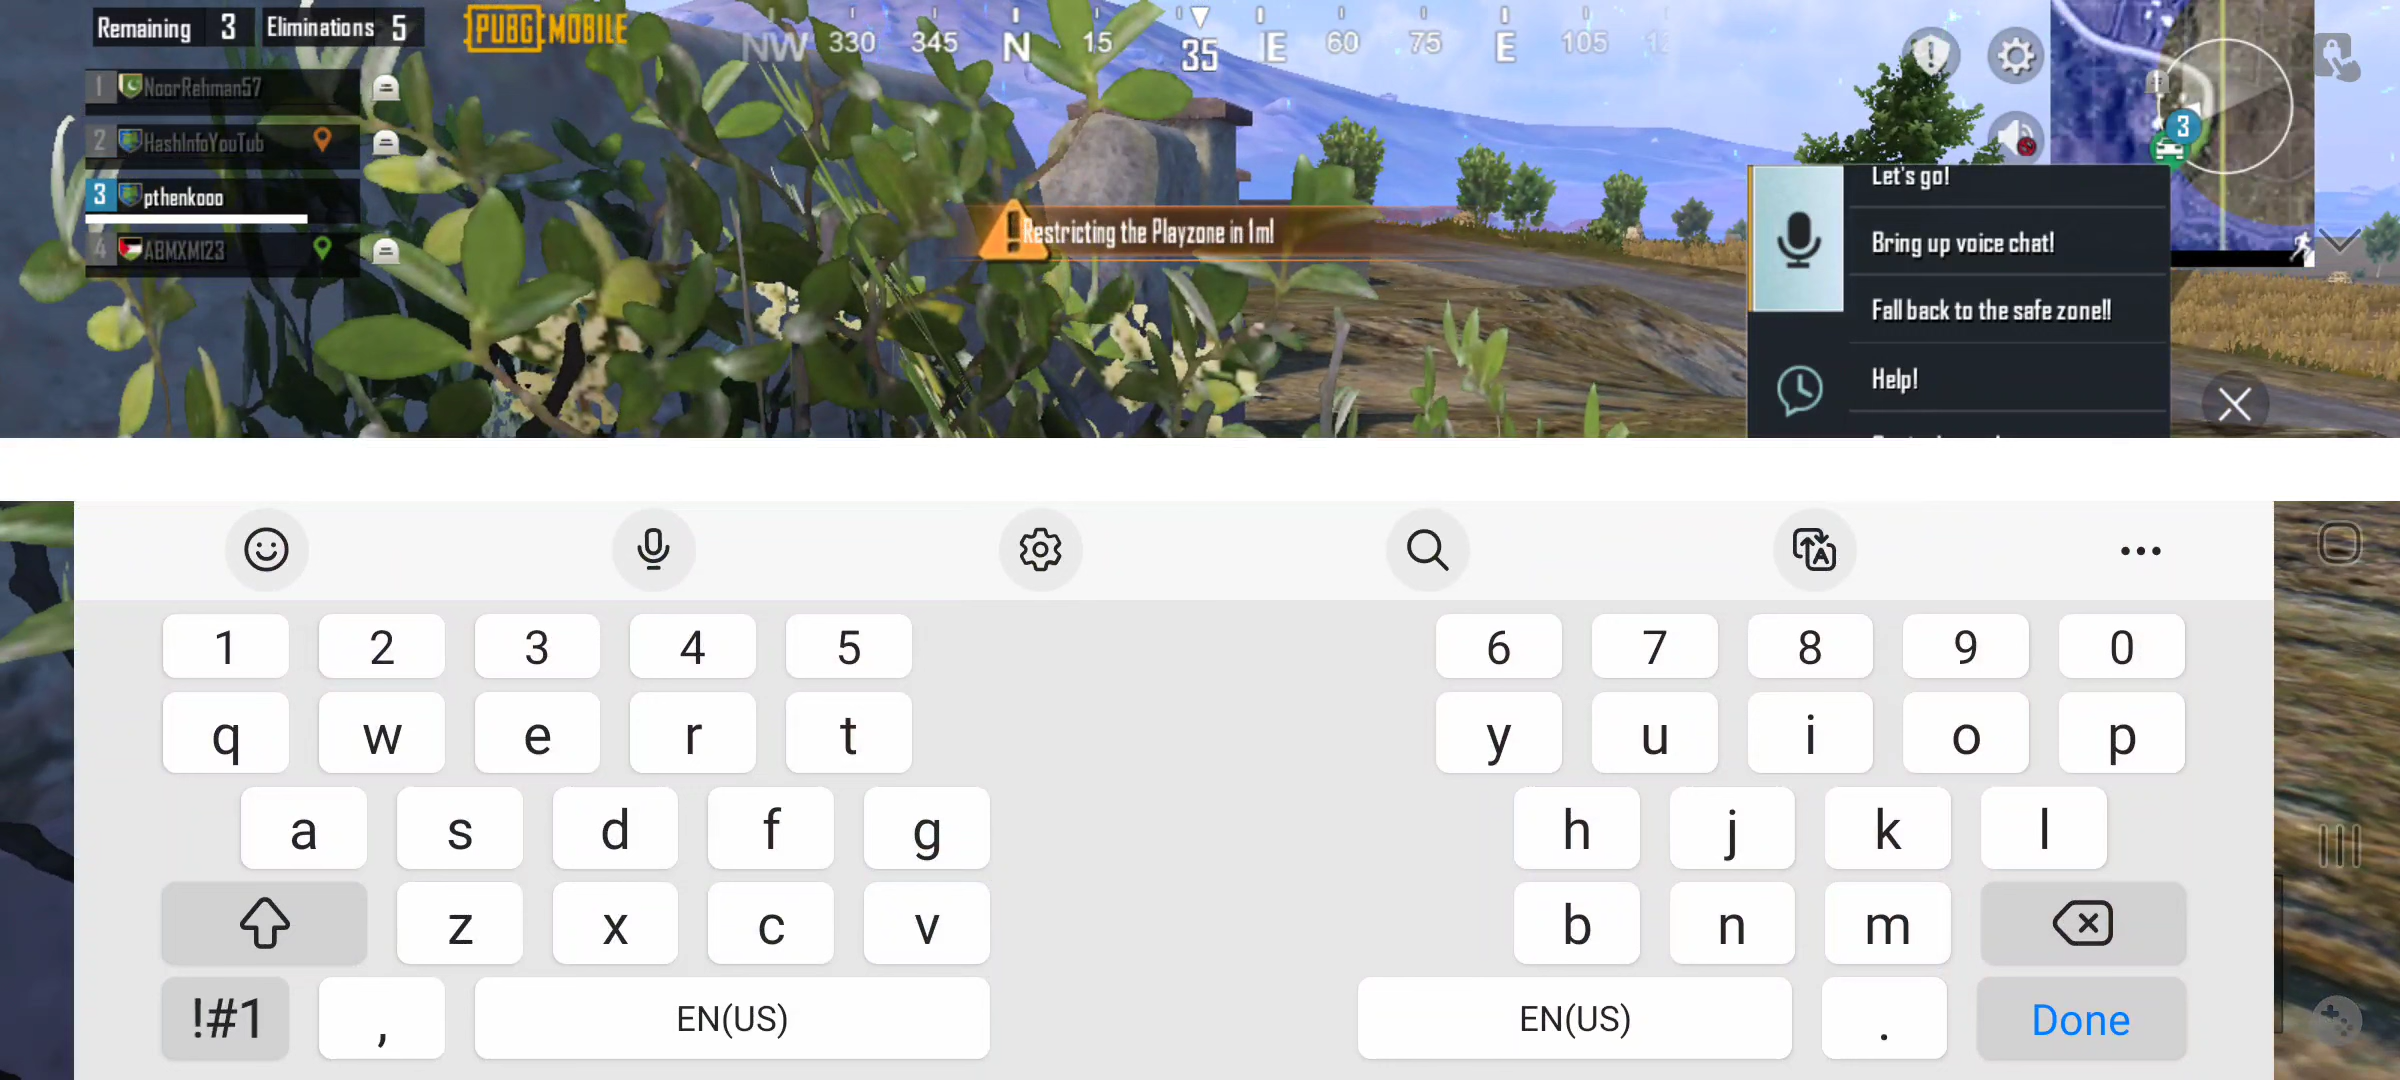 Remaining 3 Eliminations 5
PUBG MOBILE
NW 330 345 N 15 35 NE 60 75 E 105
1 NoorRehman57
2 HashInfoYouTub
3 pthenkooo
4 ABMXM123
Restricting the Playzone in 1m!
3
Let's go!
Bring up voice chat!
Fall back to the safe zone!!
Help!
1 2 3 4 5 6 7 8 9 0
q w e r t y u i o p
a s d f g h j k l
z x c v b n m
!#1 , EN(US) EN(US) . Done